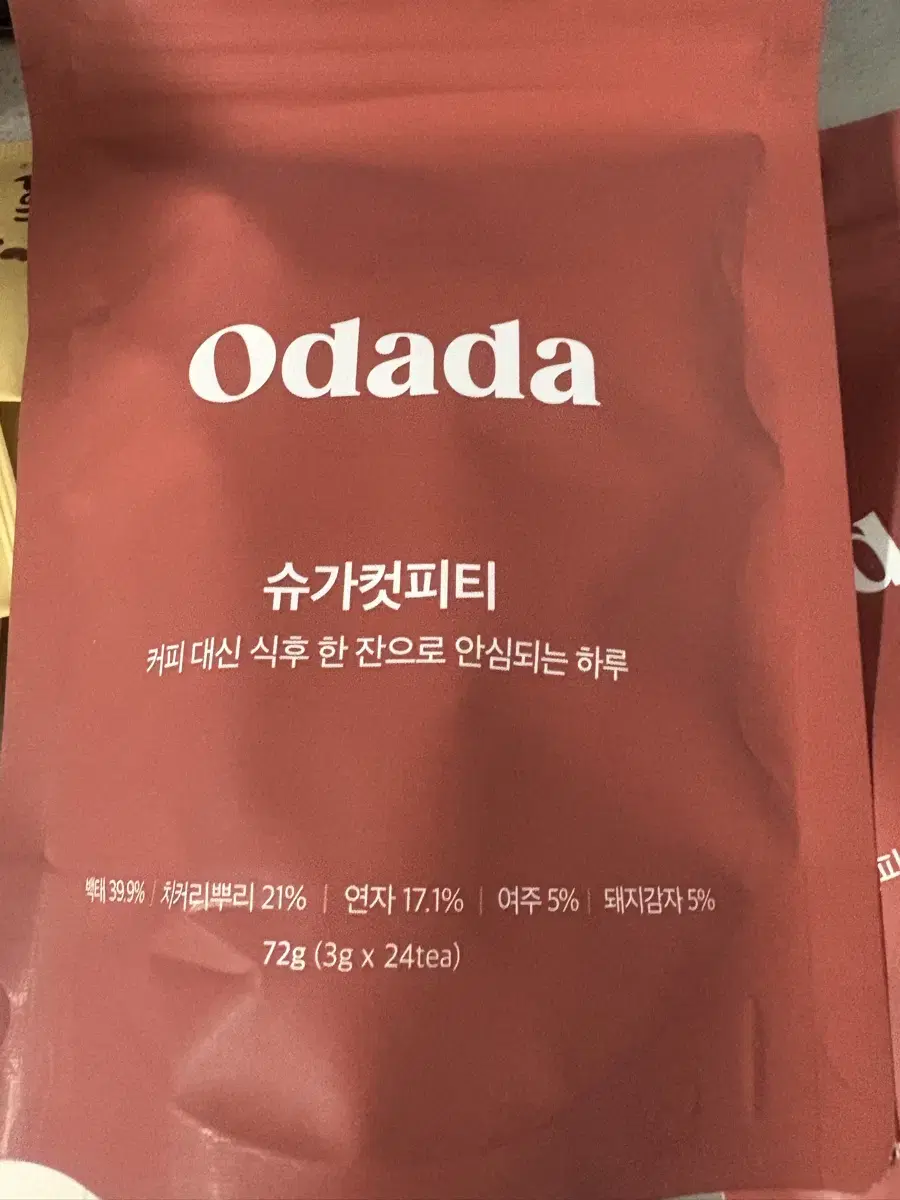 Odada
슈가컷피티
커피 대신 식후 한 잔으로 안심되는 하루
백태 39.9% | 치커리뿌리 21% | 연자 17.1% | 여주 5% | 돼지감자 5%
72g (3g x 24tea)
피